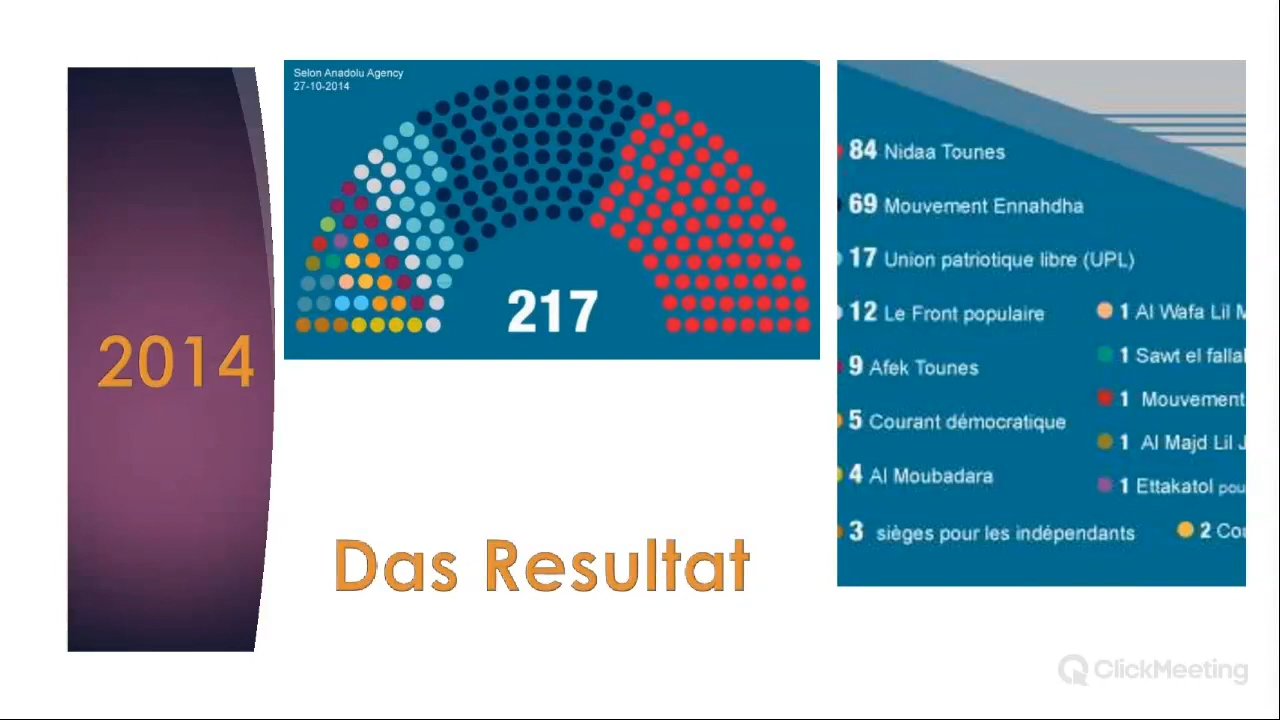 2014
Selon Anadolu Agency
27-10-2014
217
Das Resultat
84 Nidaa Tounes
69 Mouvement Ennahdha
17 Union patriotique libre (UPL)
12 Le Front populaire
9 Afek Tounes
5 Courant démocratique
4 Al Moubadara
3 sièges pour les indépendants
1 Al Wafa Lil
1 Sawt el
1 Mouvement
1 Al Majd Lil
1 Ettakatol
2
ClickMeeting